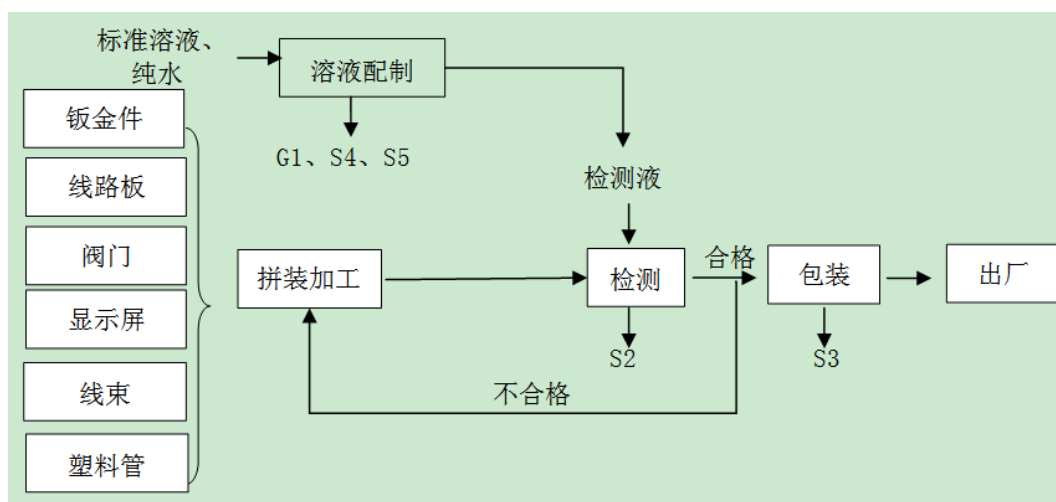 标准溶液、
纯水
溶液配制
钣金件
G1、S4、S5
线路板
检测液
阀门
拼装加工
检测
合格
包装
出厂
显示屏
S2
S3
线束
不合格
塑料管